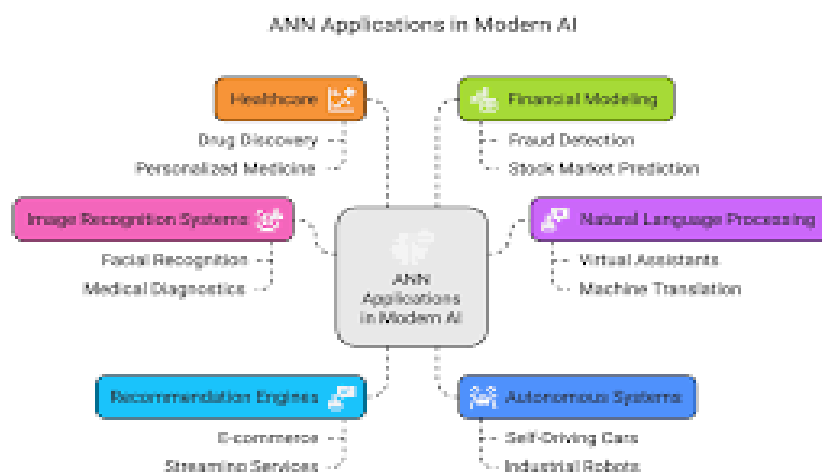 ANN Applications in Modern AI
Healthcare
Drug Discovery
Personalized Medicine
Financial Modeling
Fraud Detection
Stock Market Prediction
Image Recognition Systems
Facial Recognition
Medical Diagnostics
ANN
Applications
in Modern AI
Natural Language Processing
Virtual Assistants
Machine Translation
Recommendation Engines
E-commerce
Streaming Services
Autonomous Systems
Self-Driving Cars
Industrial Robots